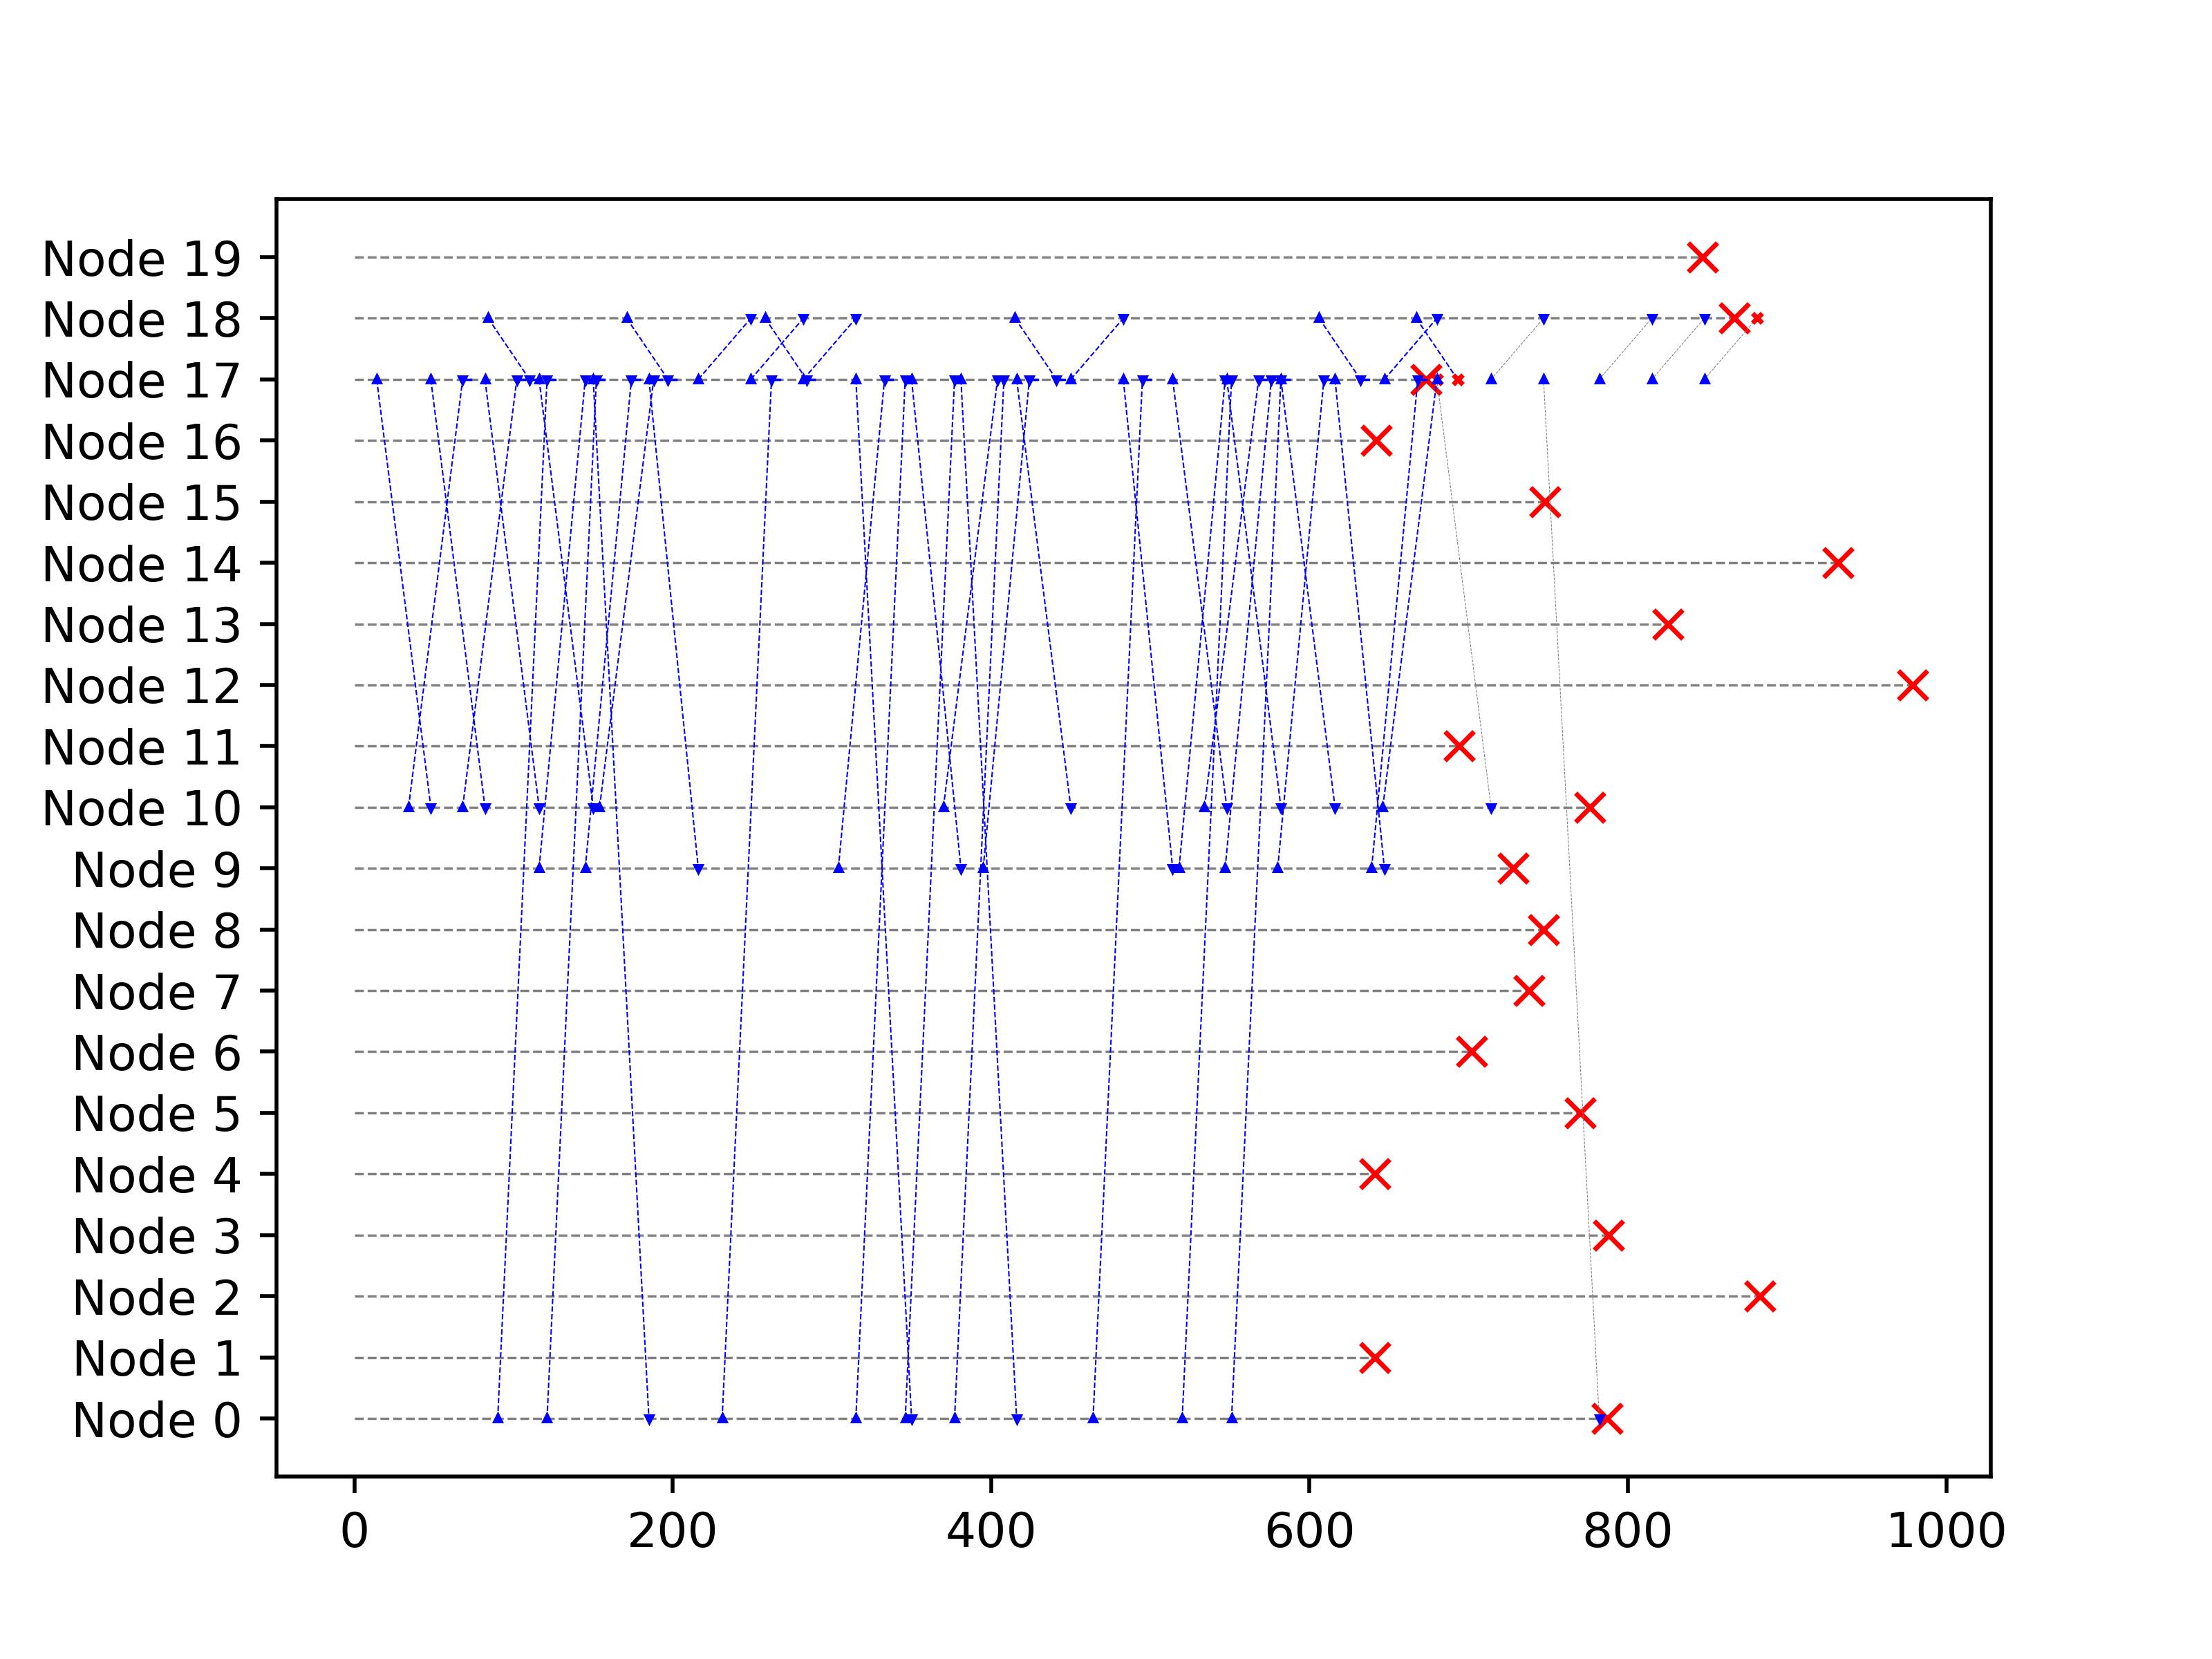 Node 19
Node 18
Node 17
Node 16
Node 15
Node 14
Node 13
Node 12
Node 11
Node 10
Node 9
Node 8
Node 7
Node 6
Node 5
Node 4
Node 3
Node 2
Node 1
Node 0
0 200 400 600 800 1000